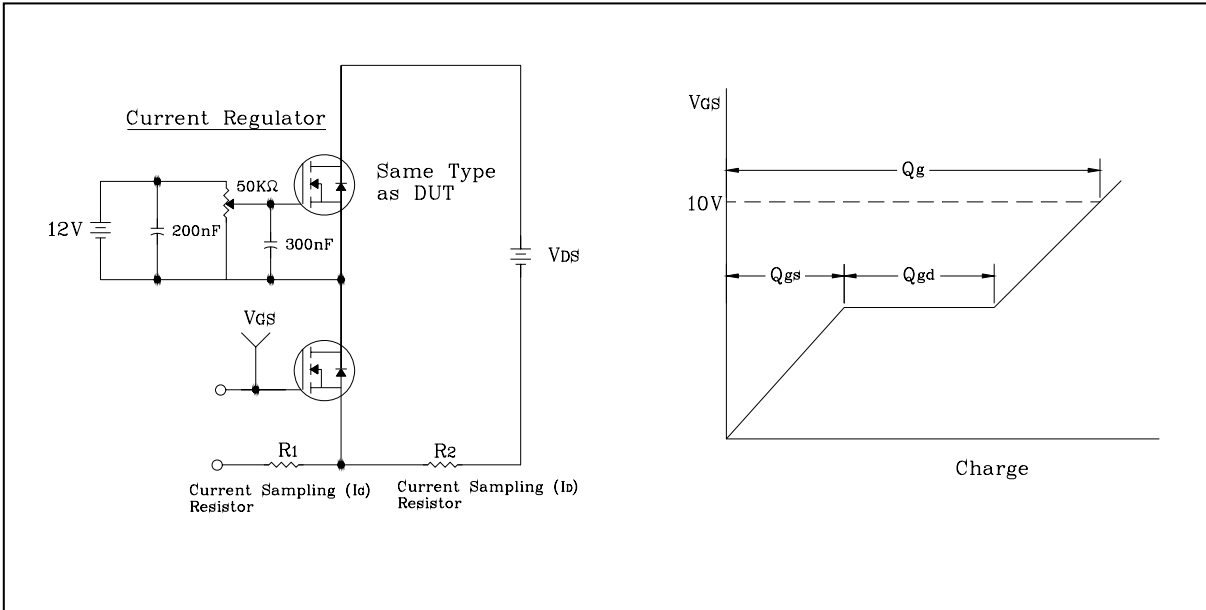 Current Regulator
50KΩ
12V
200nF
300nF
Same Type
as DUT
VDS
VGS
R1
R2
Current Sampling (IG)
Resistor
Current Sampling (ID)
Resistor
VGS
Qg
10V
Qgs
Qgd
Charge